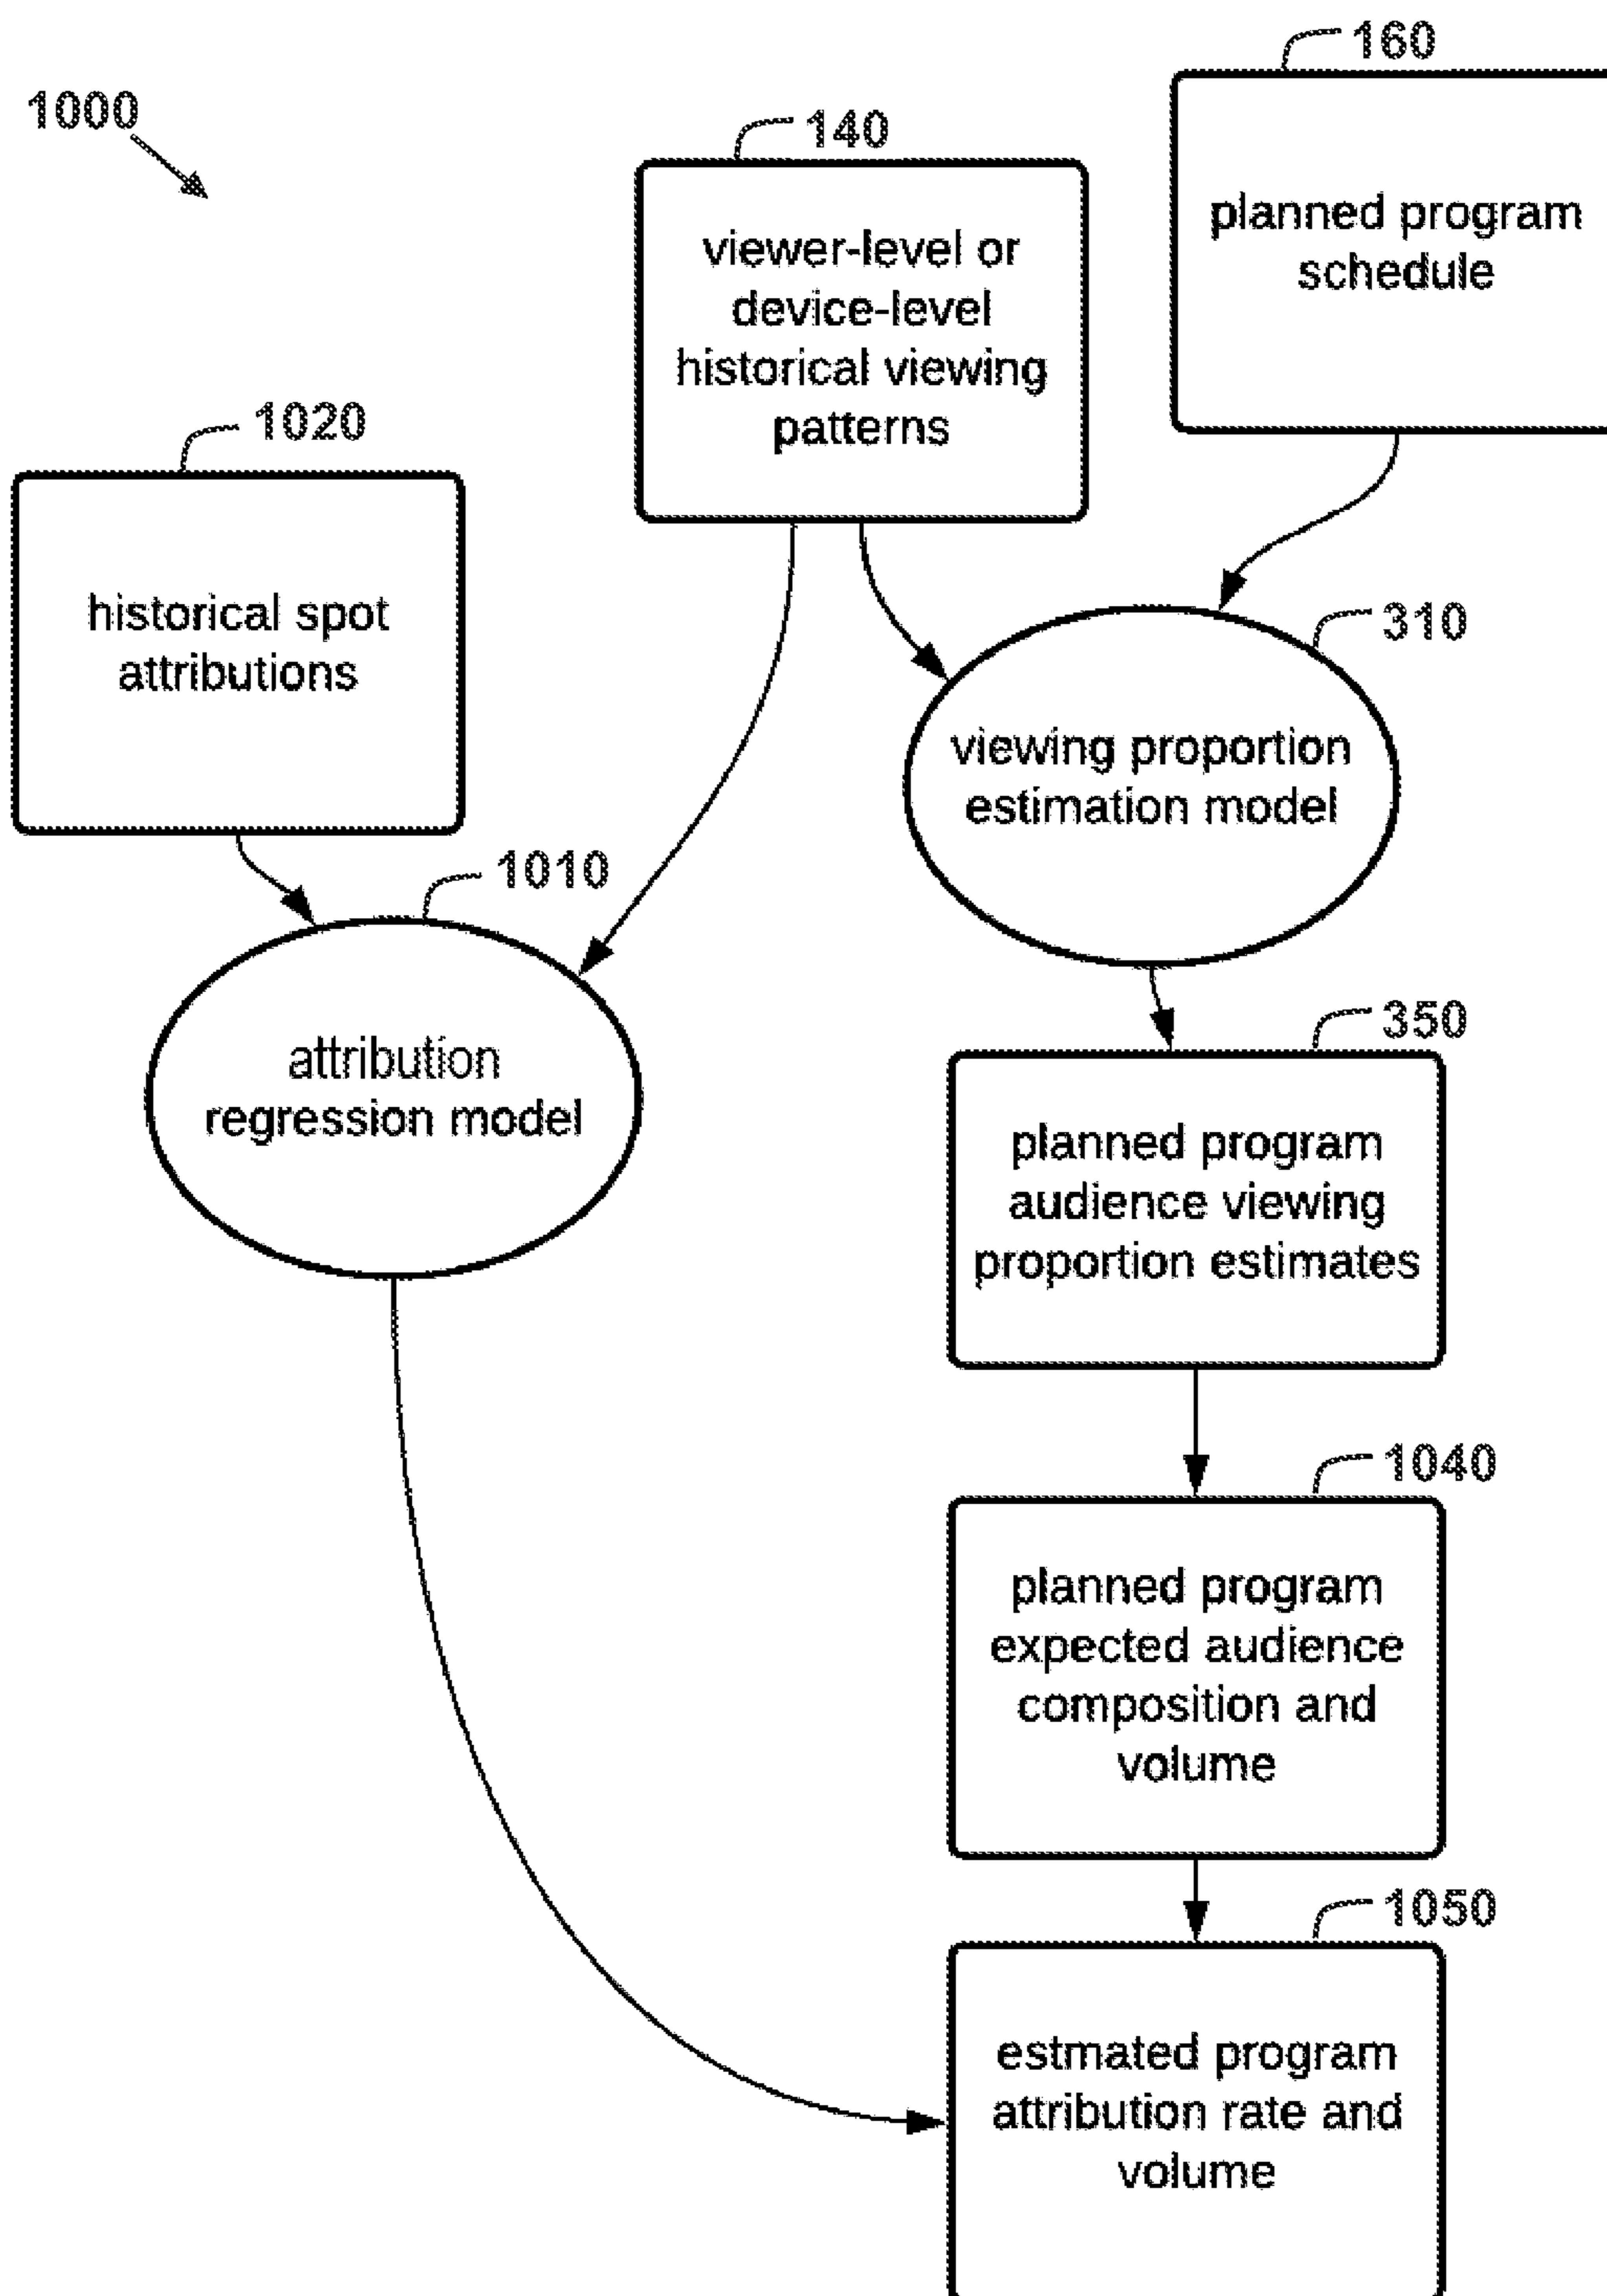 160
1000
140
planned program
schedule
viewer-level or
device-level
historical viewing
patterns
1020
historical spot
attributions
310
viewing proportion
estimation model
1010
attribution
regression model
350
planned program
audience viewing
proportion estimates
1040
planned program
expected audience
composition and
volume
1050
estmated program
attribution rate and
volume